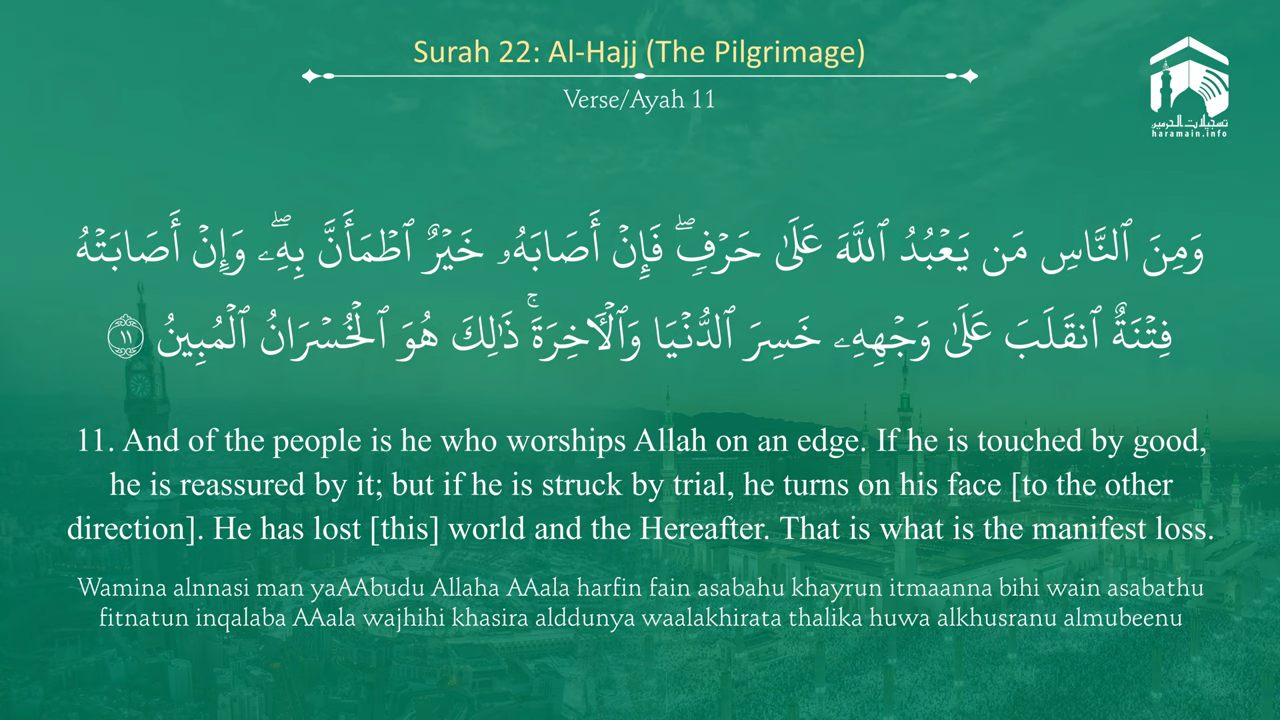 Surah 22: Al-Hajj (The Pilgrimage)
Verse/Ayah 11
تسجيلات الحرمين
haramain.info
وَمِنَ ٱلنَّاسِ مَن يَعْبُدُ ٱللَّهَ عَلَىٰ حَرْفٍۢ ۖ فَإِنْ أَصَابَهُۥ خَيْرٌ ٱطْمَأَنَّ بِهِۦ ۖ وَإِنْ أَصَابَتْهُ
فِتْنَةٌ ٱنقَلَبَ عَلَىٰ وَجْهِهِۦ خَسِرَ ٱلدُّنْيَا وَٱلْـَٔاخِرَةَ ۚ ذَٰلِكَ هُوَ ٱلْخُسْرَانُ ٱلْمُبِينُ ١١
11. And of the people is he who worships Allah on an edge. If he is touched by good,
he is reassured by it; but if he is struck by trial, he turns on his face [to the other
direction]. He has lost [this] world and the Hereafter. That is what is the manifest loss.
Wamina alnnasi man yaAAbudu Allaha AAala harfin fain asabahu khayrun itmaanna bihi wain asabathu
fitnatun inqalaba AAala wajhihi khasira alddunya waalakhirata thalika huwa alkhusranu almubeenu